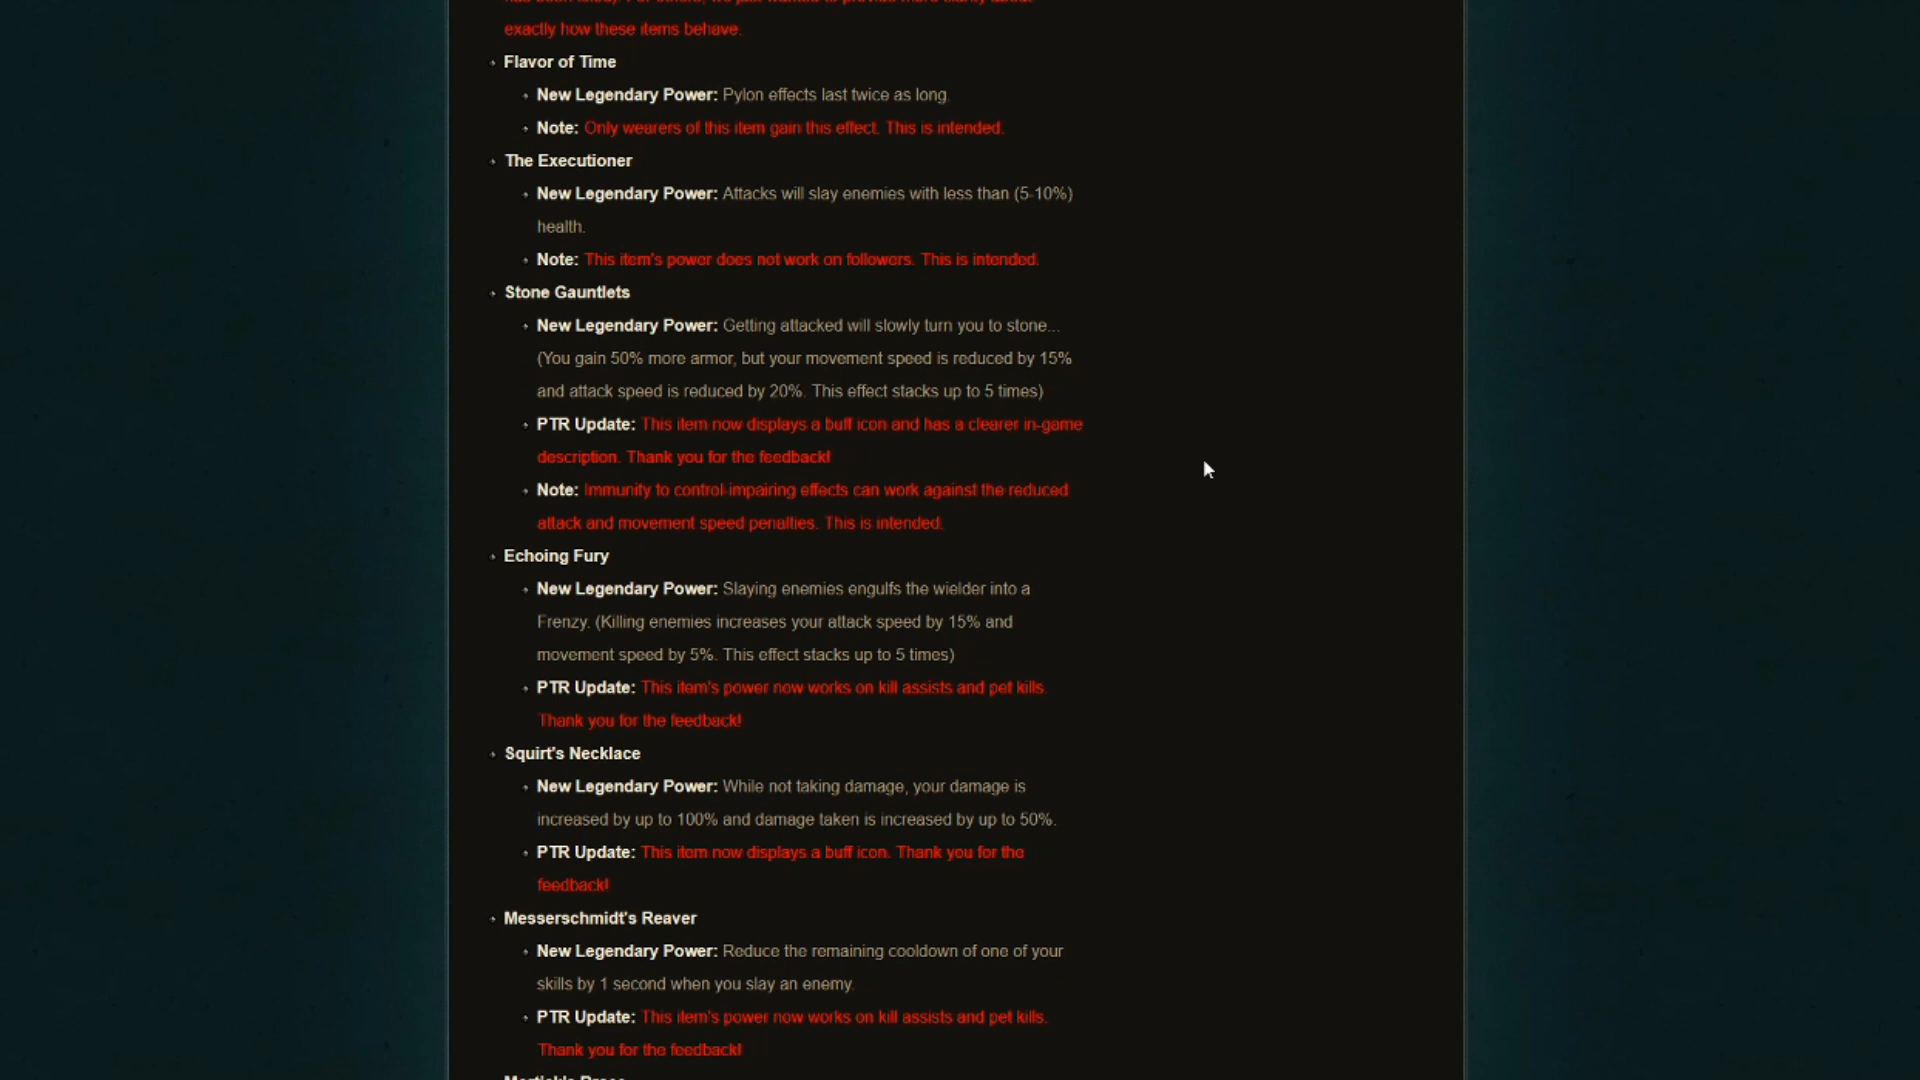 exactly how these items behave.
Flavor of Time
New Legendary Power: Pylon effects last twice as long.
Note: Only wearers of this item gain this effect. This is intended.
The Executioner
New Legendary Power: Attacks will slay enemies with less than (5-10%)
health.
Note: This item's power does not work on followers. This is intended.
Stone Gauntlets
New Legendary Power: Getting attacked will slowly turn you to stone...
(You gain 50% more armor, but your movement speed is reduced by 15%
and attack speed is reduced by 20%. This effect stacks up to 5 times)
PTR Update: This item now displays a buff icon and has a clearer in-game
description. Thank you for the feedback!
Note: Immunity to control-impairing effects can work against the reduced
attack and movement speed penalties. This is intended.
Echoing Fury
New Legendary Power: Slaying enemies engulfs the wielder into a
Frenzy. (Killing enemies increases your attack speed by 15% and
movement speed by 5%. This effect stacks up to 5 times)
PTR Update: This item's power now works on kill assists and pet kills.
Thank you for the feedback!
Squirt's Necklace
New Legendary Power: While not taking damage, your damage is
increased by up to 100% and damage taken is increased by up to 50%.
PTR Update: This item now displays a buff icon. Thank you for the
feedback!
Messerschmidt's Reaver
New Legendary Power: Reduce the remaining cooldown of one of your
skills by 1 second when you slay an enemy.
PTR Update: This item's power now works on kill assists and pet kills.
Thank you for the feedback!